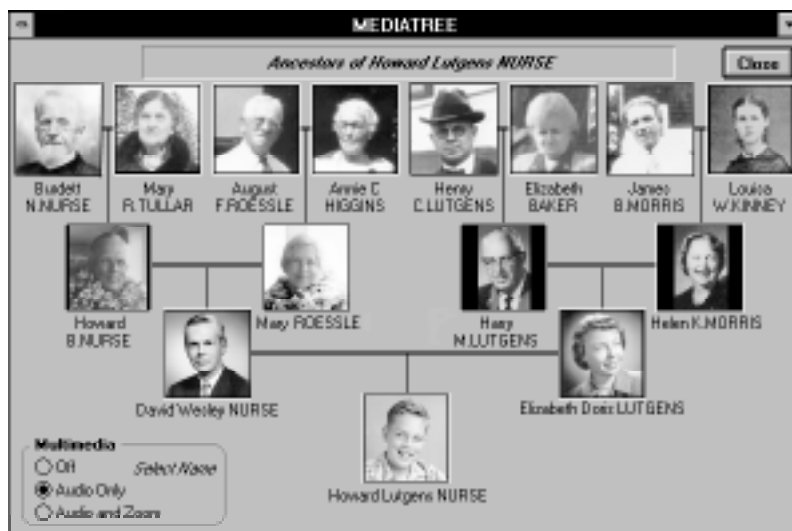 MEDIATREE
Ancestors of Howard Lutgens NURSE
Close
Burdett
N.NURSE
Mary
R.TULLAR
August
F.ROESSLE
Annie C
HIGGINS
Henry
C.LUTGENS
Elizabeth
BAKER
James
B.MORRIS
Louisa
W.KINNEY
Howard
B.NURSE
Mary ROESSLE
Harry
M.LUTGENS
Helen K.MORRIS
David Wesley NURSE
Elizabeth Doris LUTGENS
Howard Lutgens NURSE
Multimedia
Off
Select Name
Audio Only
Audio and Zoom